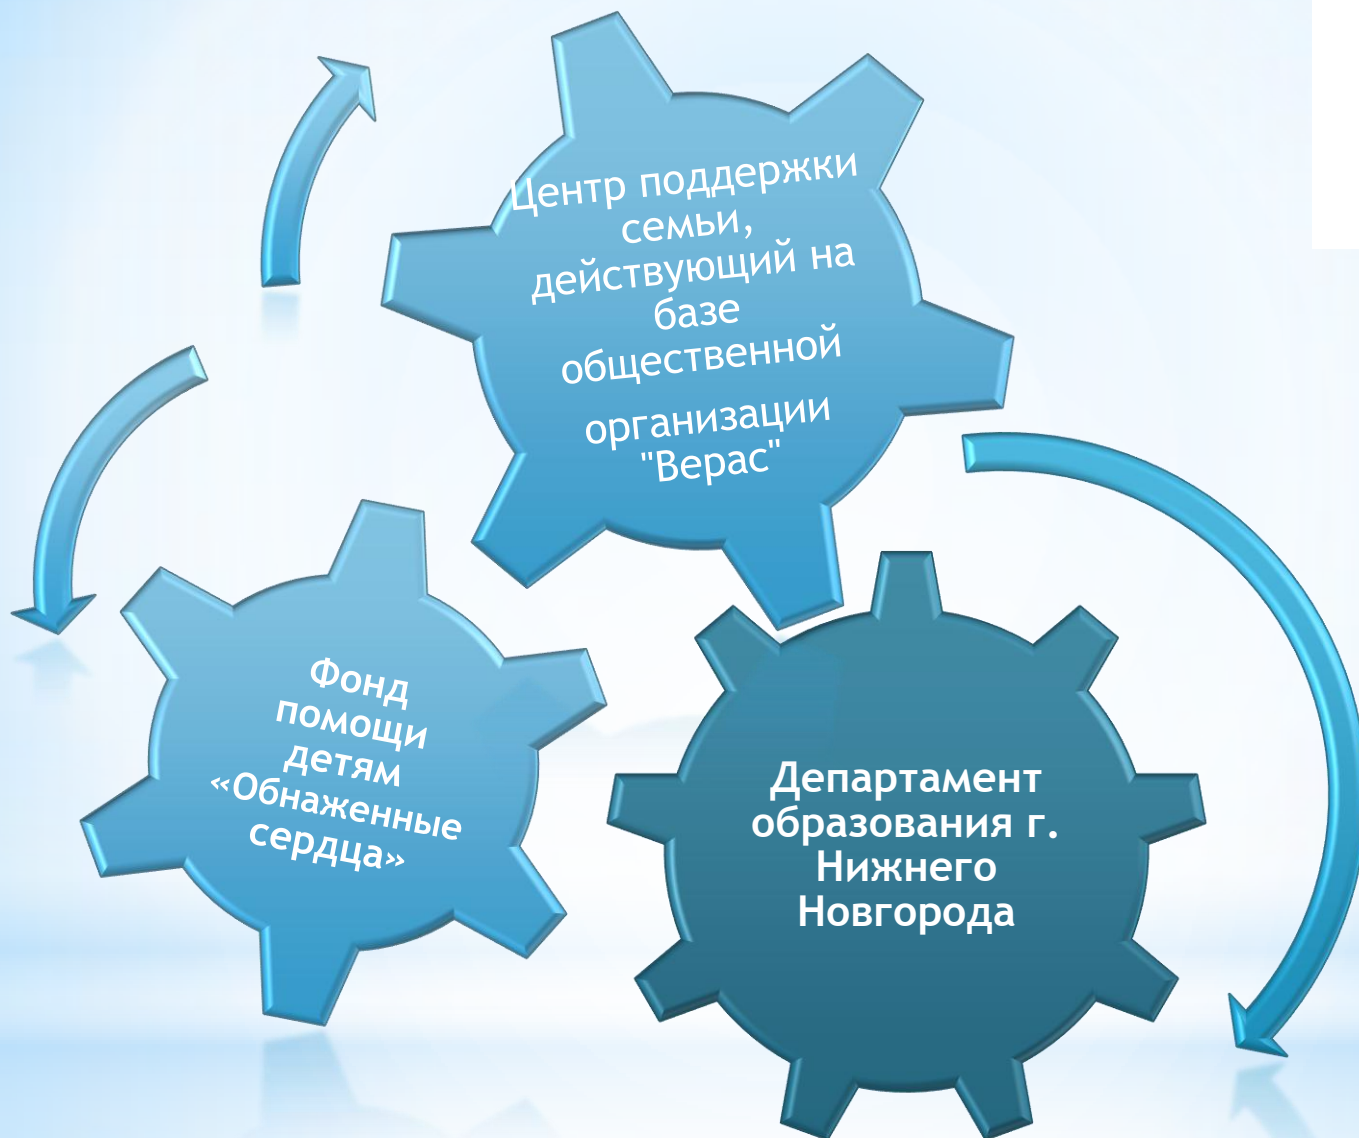 Центр поддержки
семьи,
действующий на
базе
общественной
организации
"Верас"
Фонд
помощи
детям
«Обнаженные
сердца»
Департамент
образования г.
Нижнего
Новгорода